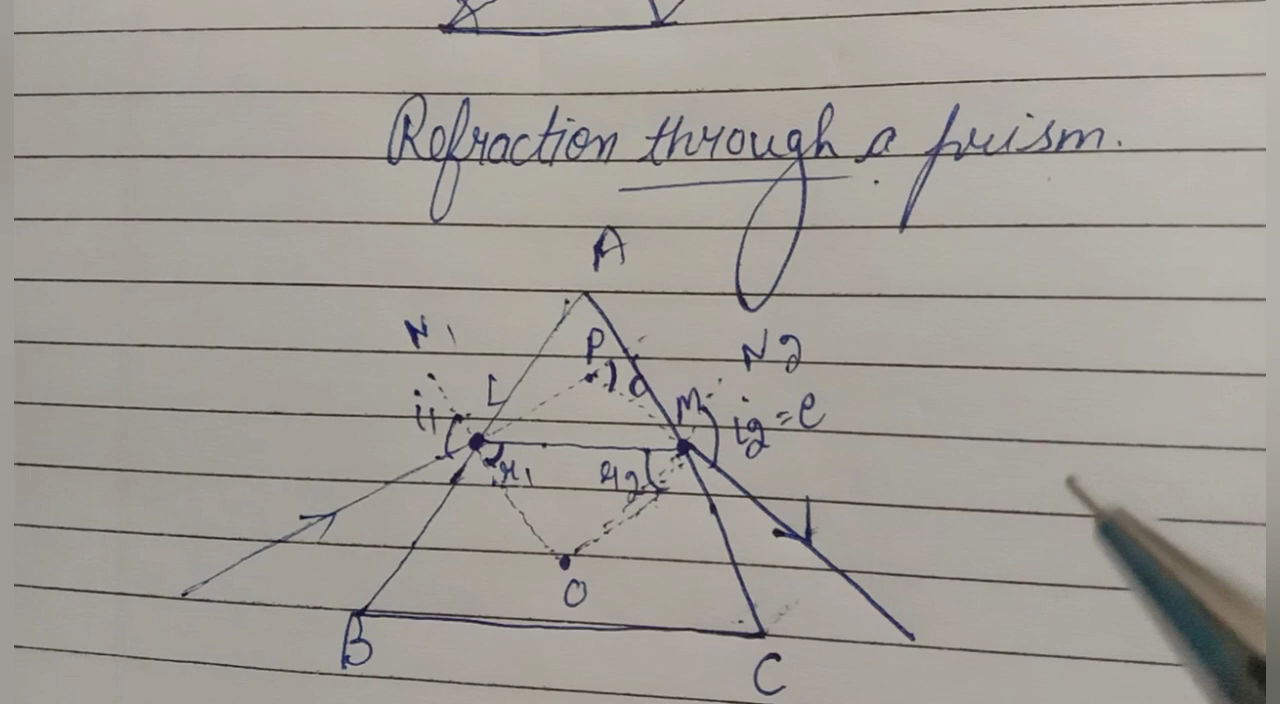 Refraction through a prism.
A
N1
P
N2
L
d
M
i1
i2=e
r1
r2
O
B
C